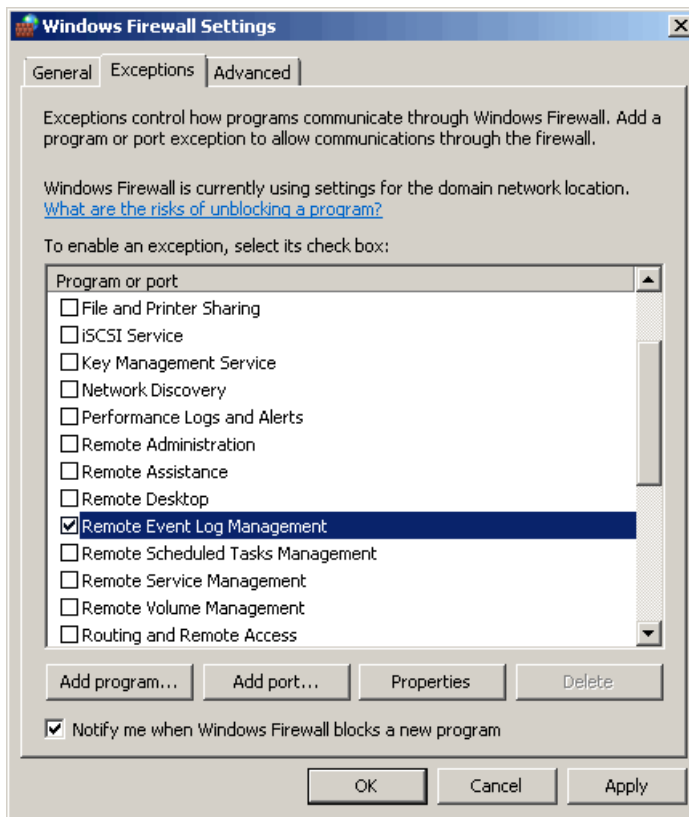 Windows Firewall Settings
General Exceptions Advanced
Exceptions control how programs communicate through Windows Firewall. Add a
program or port exception to allow communications through the firewall.
Windows Firewall is currently using settings for the domain network location.
What are the risks of unblocking a program?
To enable an exception, select its check box:
Program or port
File and Printer Sharing
iSCSI Service
Key Management Service
Network Discovery
Performance Logs and Alerts
Remote Administration
Remote Assistance
Remote Desktop
Remote Event Log Management
Remote Scheduled Tasks Management
Remote Service Management
Remote Volume Management
Routing and Remote Access
Add program... Add port... Properties Delete
Notify me when Windows Firewall blocks a new program
OK Cancel Apply